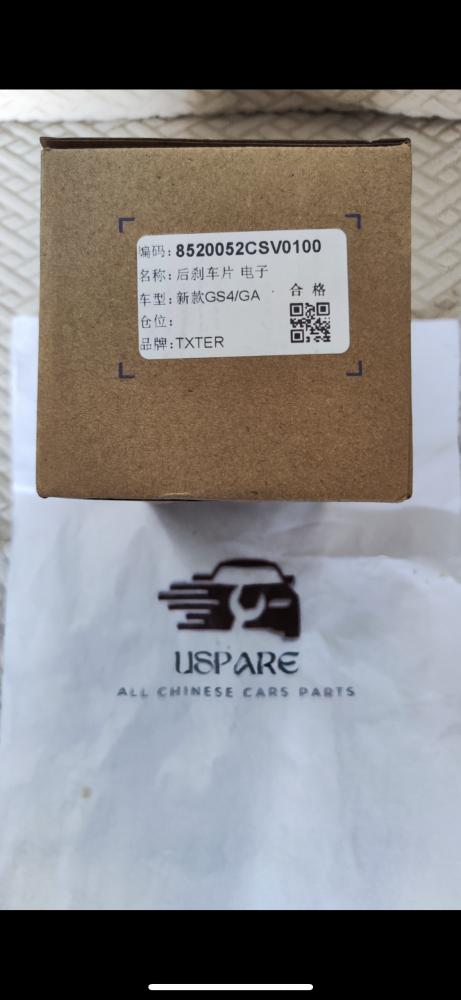 编码: 8520052CSV0100
名称: 后刹车片 电子
车型: 新款GS4/GA
合格
仓位:
品牌: TXTER
USPARE
ALL CHINESE CARS PARTS